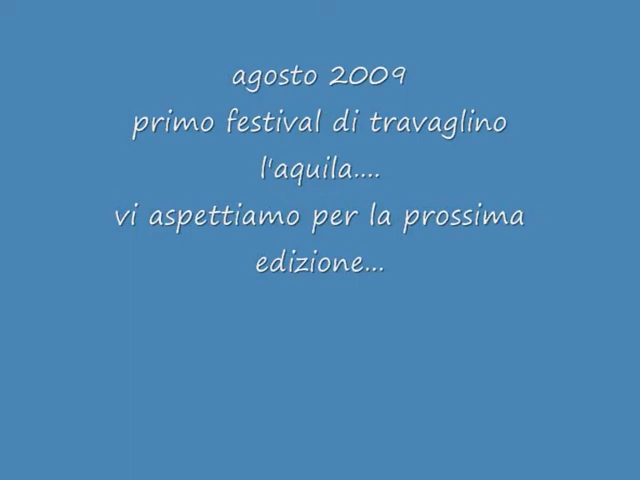 agosto 2009
primo festival di travaglino
l'aquila....
vi aspettiamo per la prossima
edizione...